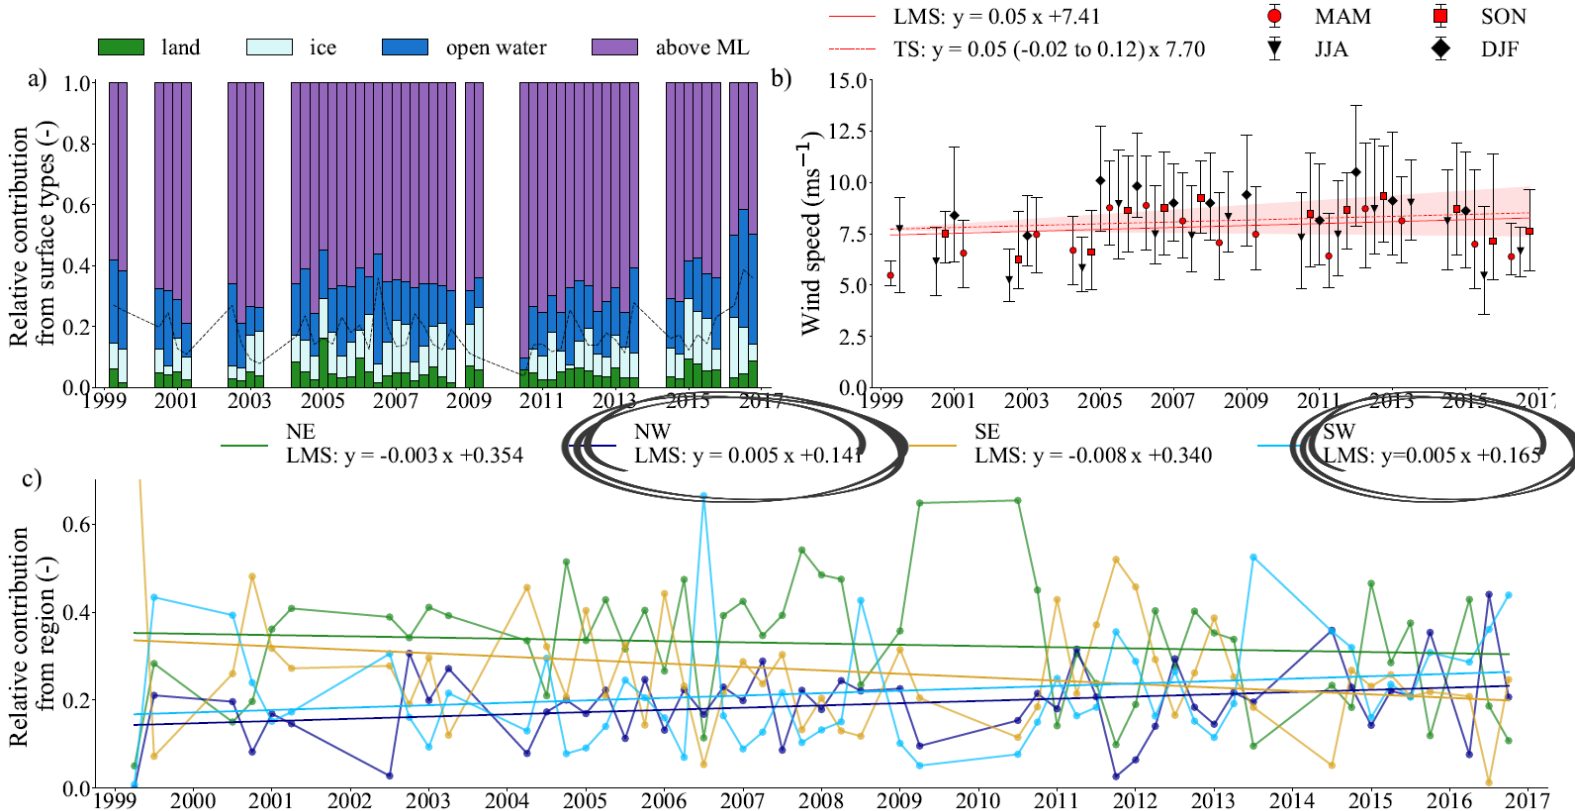 LMS: y = 0.05 x +7.41
MAM
SON
land
ice
open water
above ML
TS: y = 0.05 (-0.02 to 0.12) x 7.70
JJA
DJF
a)
b)
Relative contribution
from surface types (-)
1.0
0.8
0.6
0.4
0.2
0.0
1999
2001
2003
2005
2007
2009
2011
2013
2015
2017
Wind speed (ms⁻¹)
15.0
12.5
10.0
7.5
5.0
2.5
0.0
1999
2001
2003
2005
2007
2009
2011
2013
2015
201
NE
LMS: y = -0.003 x +0.354
NW
LMS: y = 0.005 x +0.141
SE
LMS: y = -0.008 x +0.340
SW
LMS: y=0.005 x +0.165
c)
Relative contribution
from region (-)
0.6
0.4
0.2
0.0
1999
2000
2001
2002
2003
2004
2005
2006
2007
2008
2009
2010
2011
2012
2013
2014
2015
2016
2017